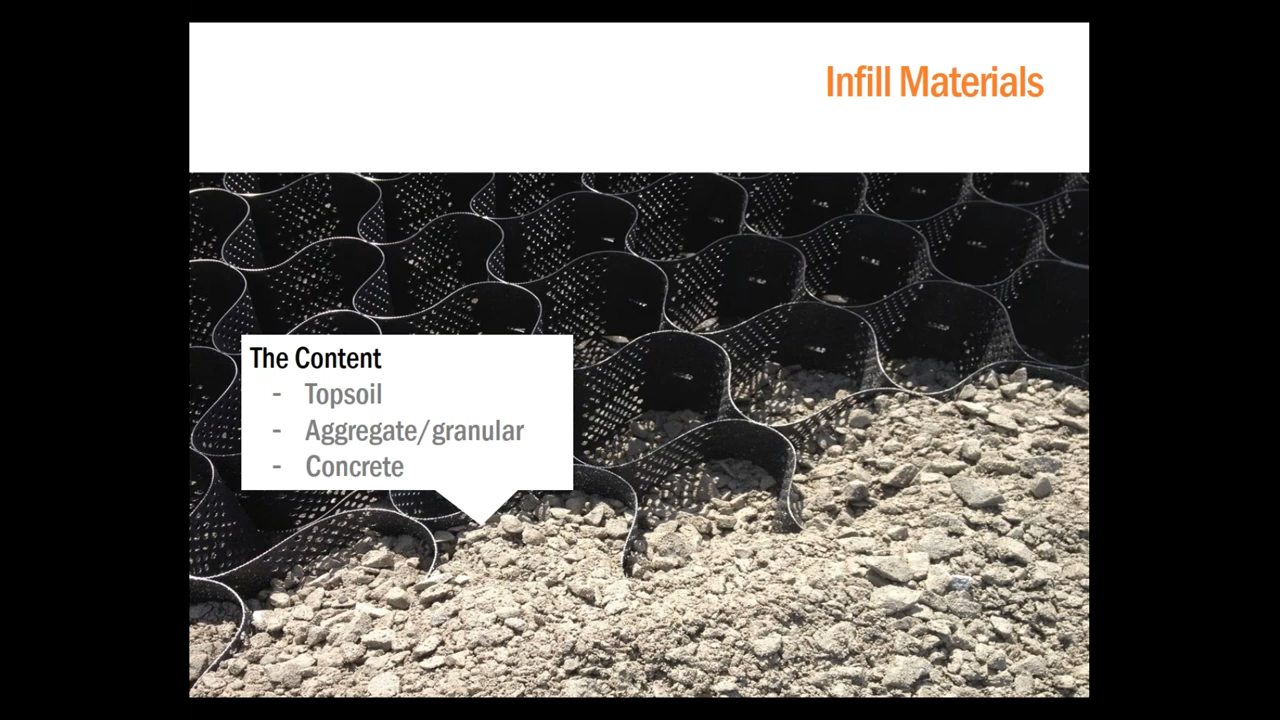 Infill Materials
The Content
- Topsoil
- Aggregate/granular
- Concrete